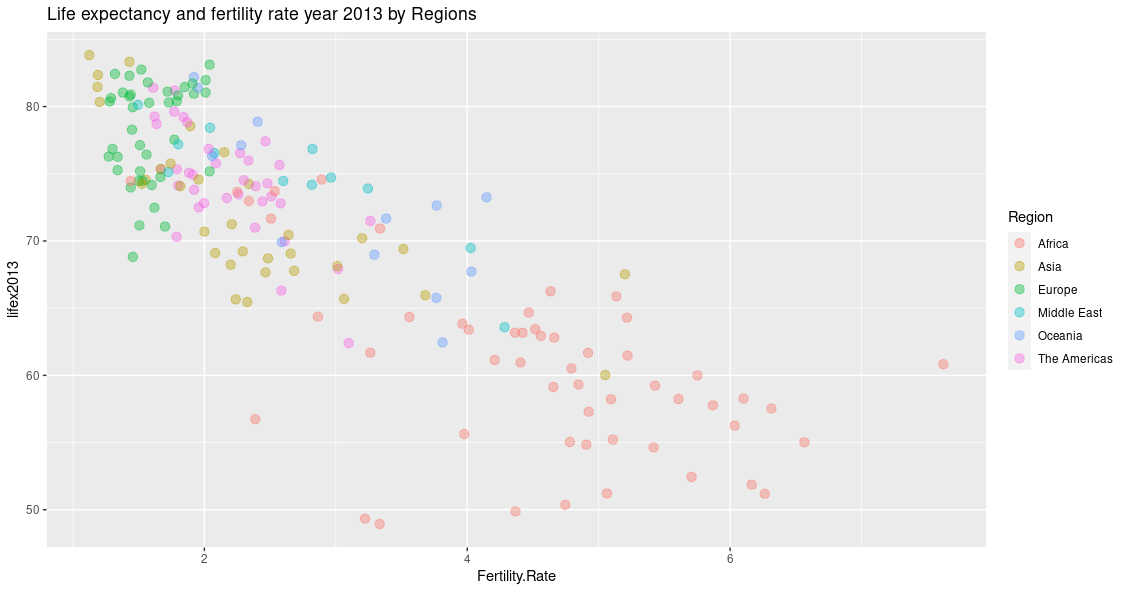 Life expectancy and fertility rate year 2013 by Regions
lifex2013
80
70
60
50
2
4
6
Fertility.Rate
Region
Africa
Asia
Europe
Middle East
Oceania
The Americas